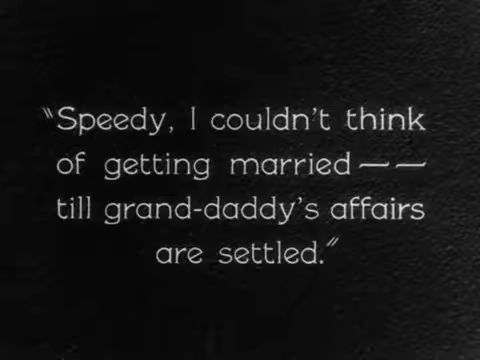 "Speedy, I couldn't think
of getting married — —
till grand-daddy's affairs
are settled."